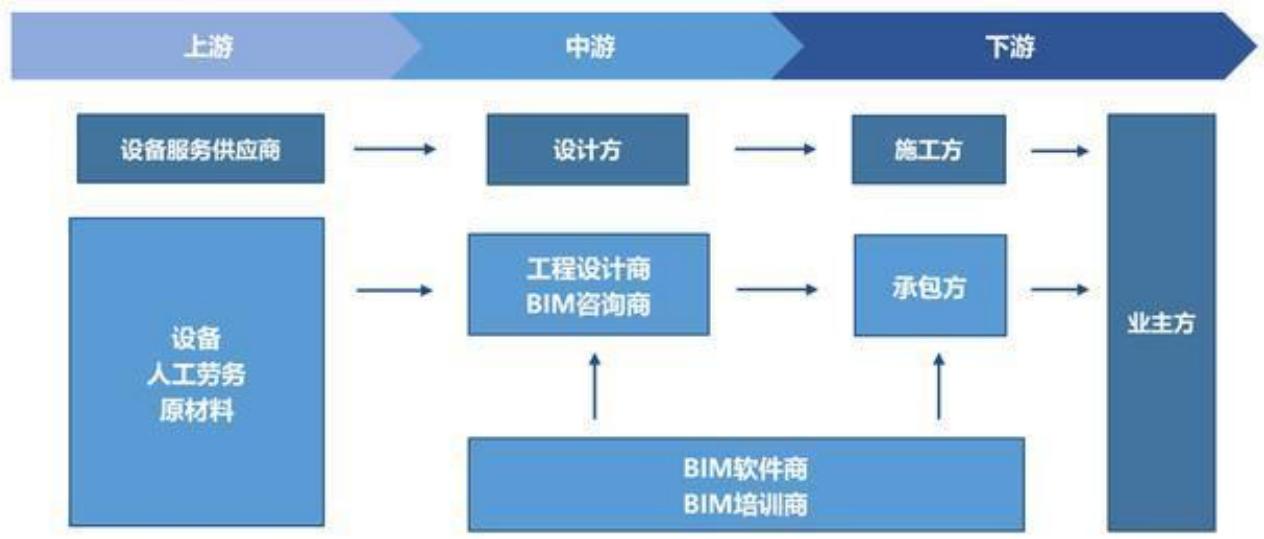 上游
中游
下游
设备服务供应商
设计方
施工方
设备
人工劳务
原材料
工程设计商
BIM咨询商
承包方
业主方
BIM软件商
BIM培训商